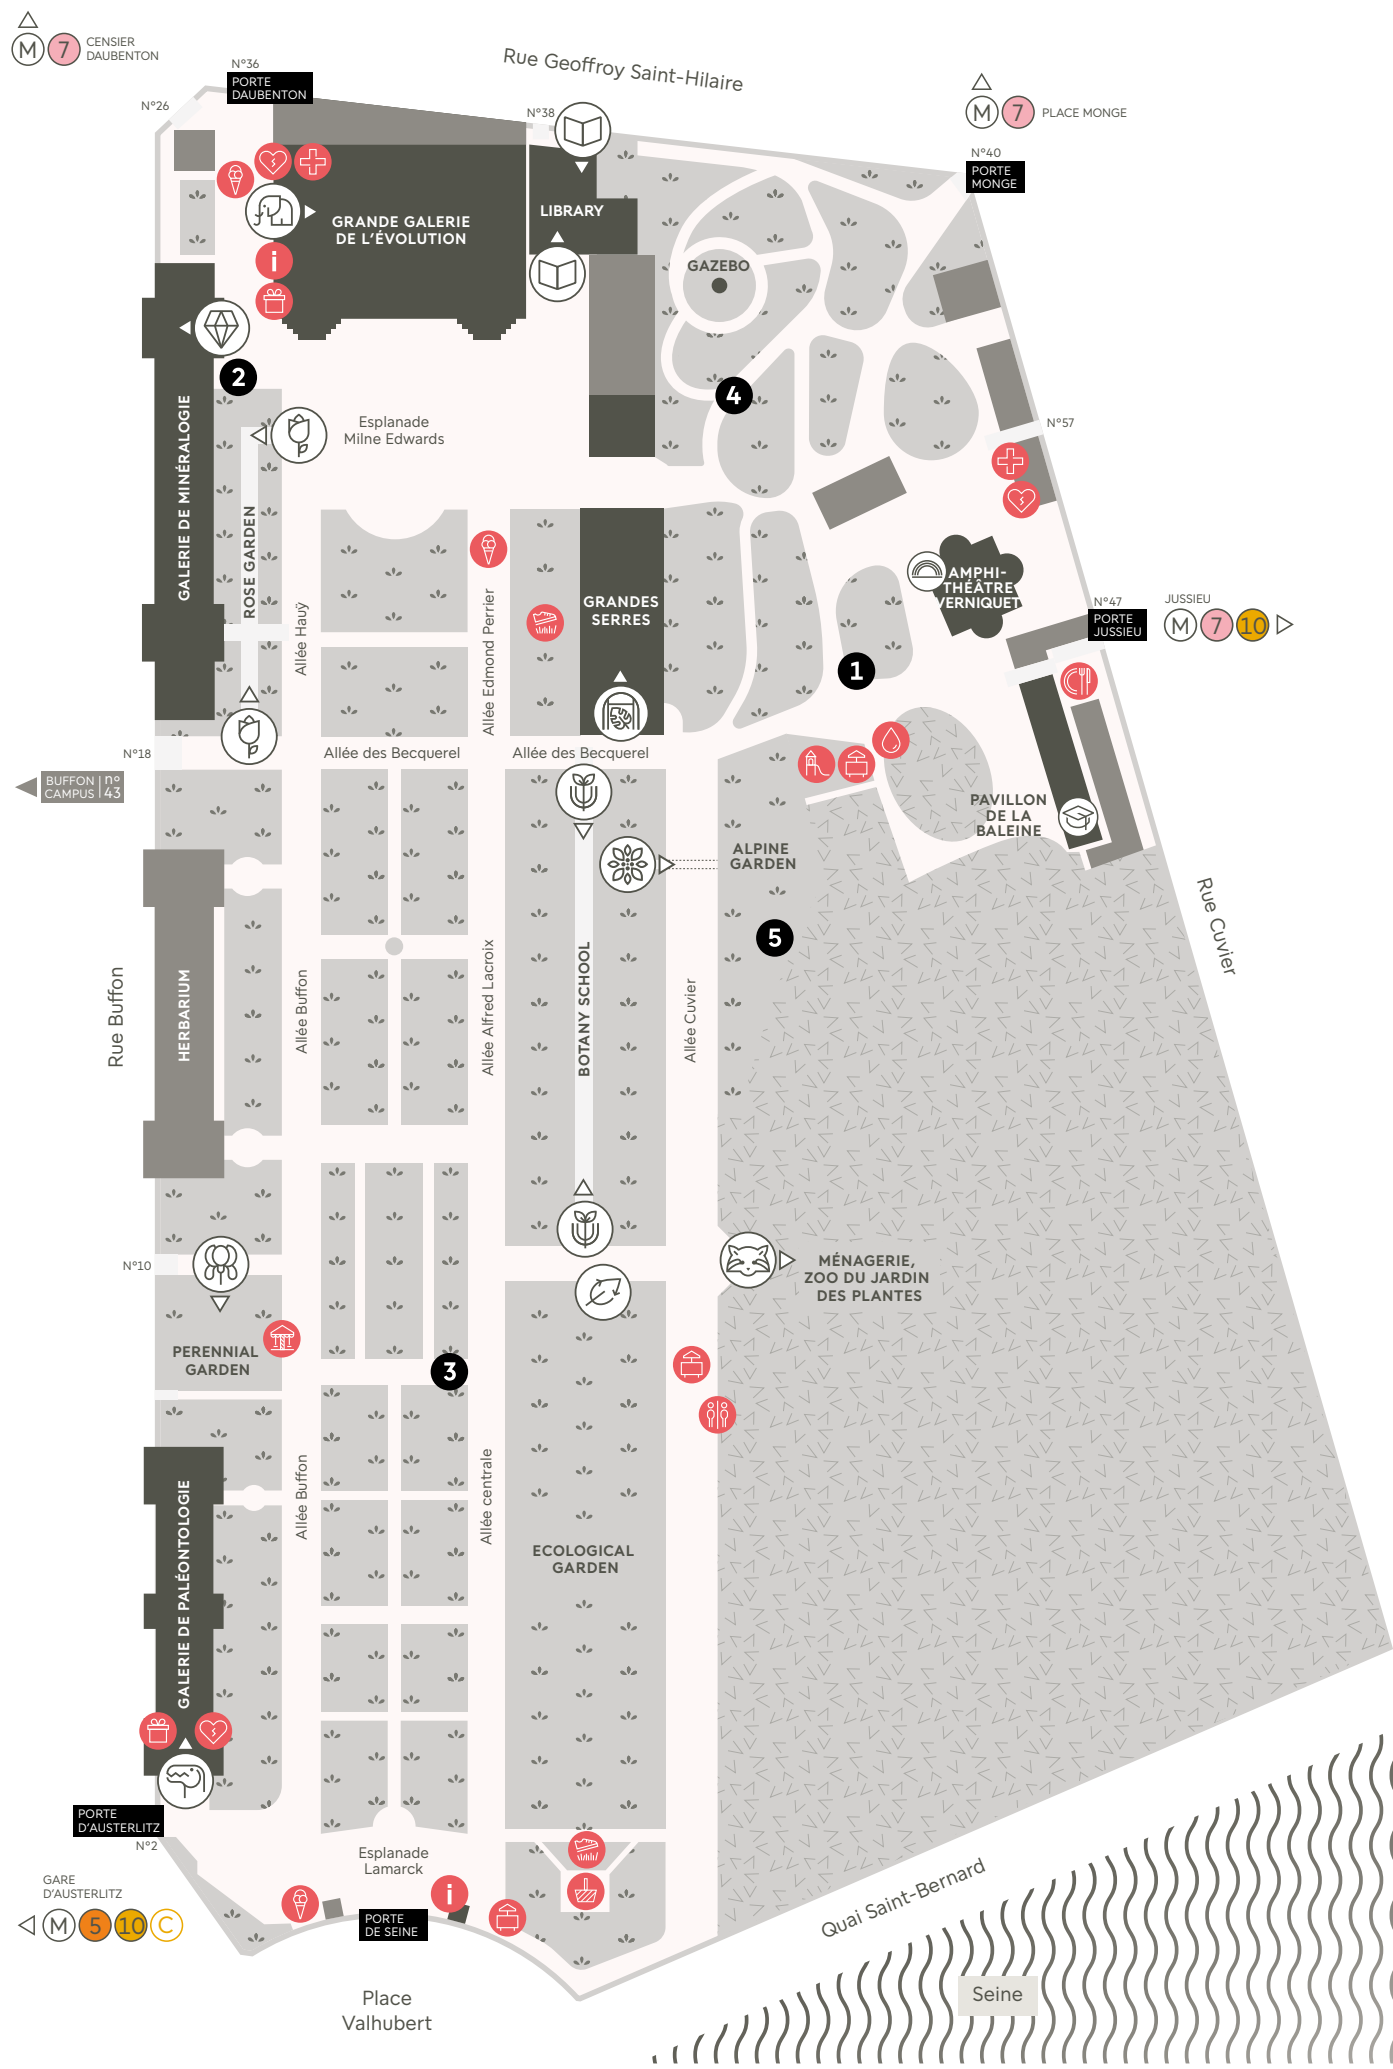 M 7 CENSIER
DAUBENTON
N°36
PORTE
DAUBENTON
N°26
Rue Geoffroy Saint-Hilaire
N°38
M 7 PLACE MONGE
N°40
PORTE
MONGE
GRANDE GALERIE
DE L'ÉVOLUTION
LIBRARY
GAZEBO
i
2
4
Esplanade
Milne Edwards
N°57
GALERIE DE MINÉRALOGIE
ROSE GARDEN
Allée Haüy
Allée Edmond Perrier
GRANDES
SERRES
AMPHI-
THÉÂTRE
VERNIQUET
N°47
PORTE
JUSSIEU
JUSSIEU
M 7 10
1
N°18
Allée des Becquerel
Allée des Becquerel
BUFFON
CAMPUS
n°
43
PAVILLON
DE LA
BALEINE
ALPINE
GARDEN
5
Rue Cuvier
Rue Buffon
HERBARIUM
Allée Buffon
Allée Alfred Lacroix
BOTANY SCHOOL
Allée Cuvier
N°10
MÉNAGERIE,
ZOO DU JARDIN
DES PLANTES
PERENNIAL
GARDEN
3
GALERIE DE PALÉONTOLOGIE
Allée Buffon
Allée centrale
ECOLOGICAL
GARDEN
PORTE
D'AUSTERLITZ
N°2
Esplanade
Lamarck
GARE
D'AUSTERLITZ
M 5 10 C
i
PORTE
DE SEINE
Quai Saint-Bernard
Place
Valhubert
Seine